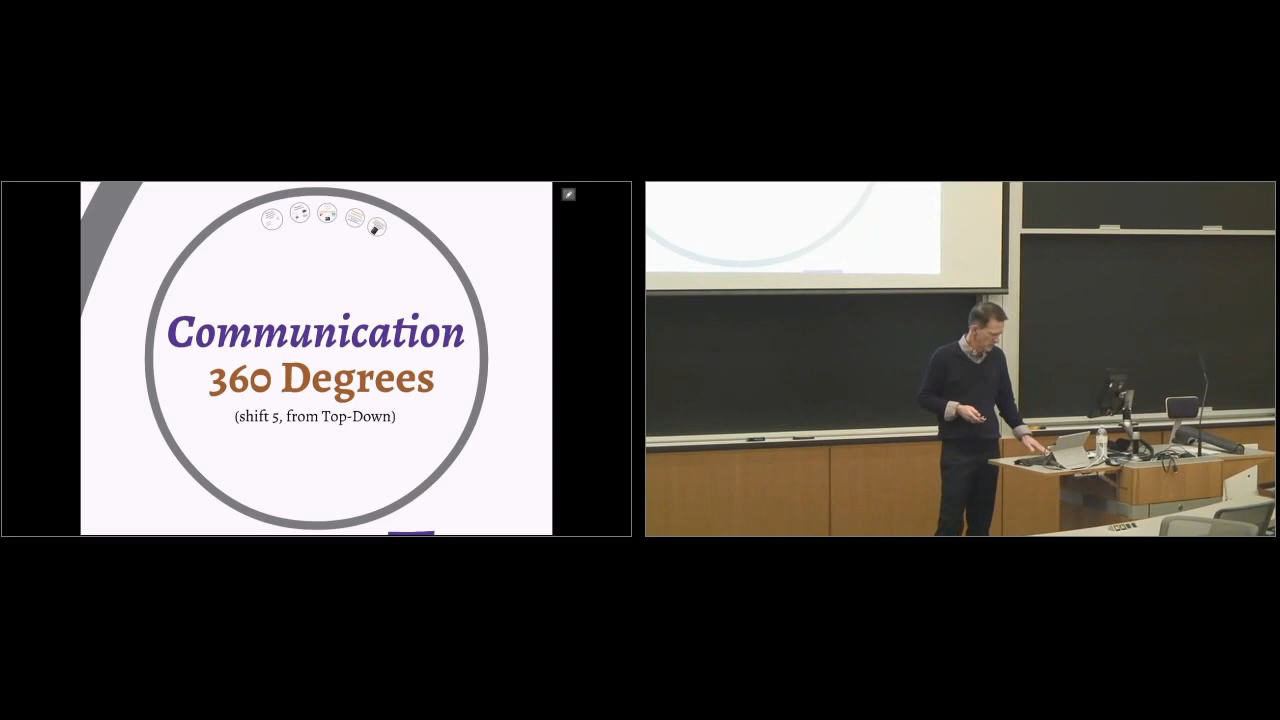 Communication
360 Degrees
(shift 5, from Top-Down)